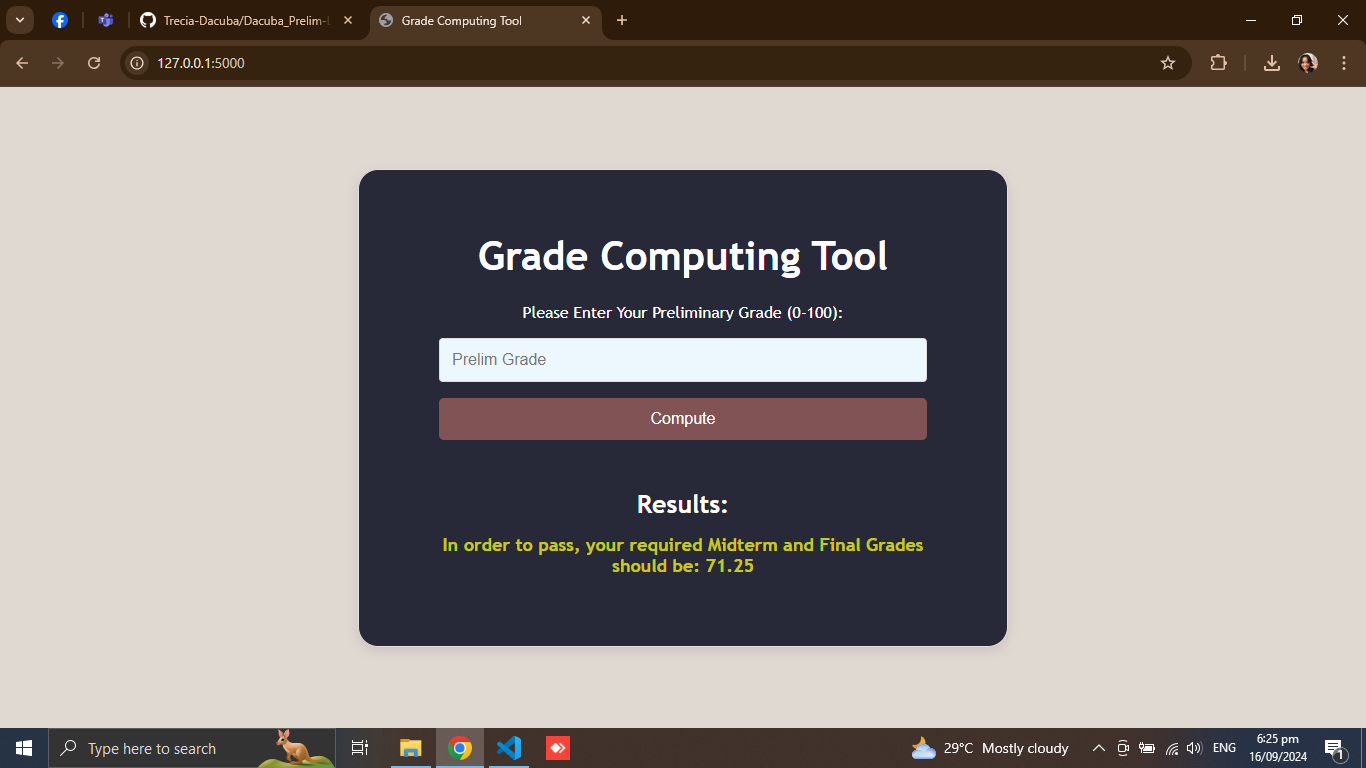 Trecia-Dacuba/Dacuba_Prelim-L
Grade Computing Tool
127.0.0.1:5000
Grade Computing Tool
Please Enter Your Preliminary Grade (0-100):
Prelim Grade
Compute
Results:
In order to pass, your required Midterm and Final Grades
should be: 71.25
Type here to search
29°C Mostly cloudy
ENG
6:25 pm
16/09/2024
1